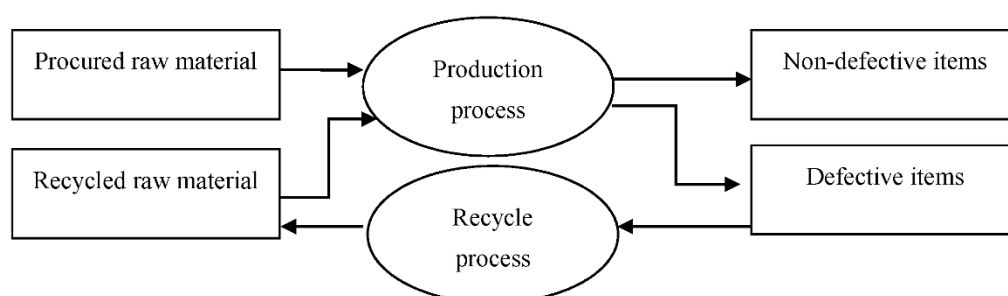 Procured raw material
Production
process
Non-defective items
Recycled raw material
Defective items
Recycle
process